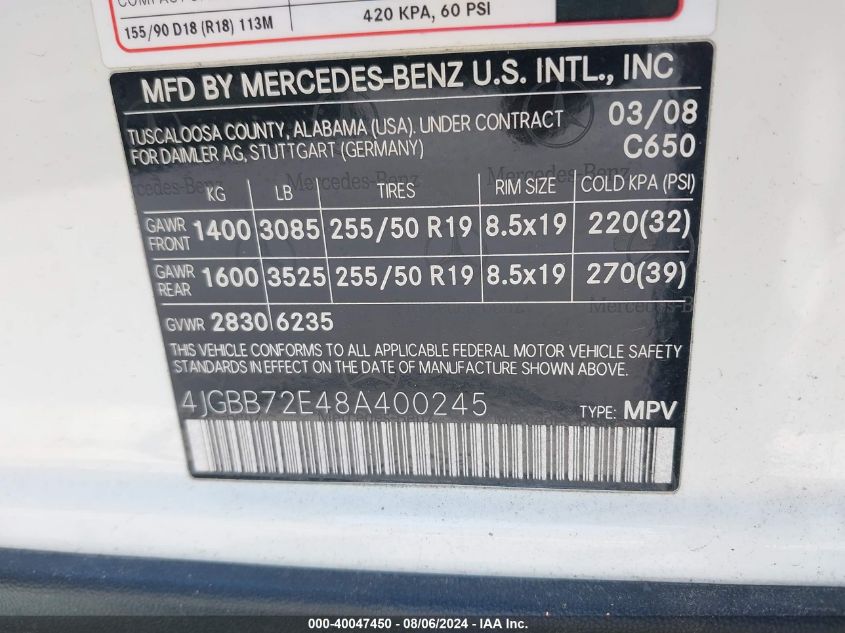 155/90 D18 (R18) 113M
420 KPA, 60 PSI
MFD BY MERCEDES-BENZ U.S. INTL., INC
TUSCALOOSA COUNTY, ALABAMA (USA). UNDER CONTRACT 03/08
FOR DAIMLER AG, STUTTGART (GERMANY) C650
KG LB TIRES RIM SIZE COLD KPA (PSI)
GAWR FRONT 1400 3085 255/50 R19 8.5x19 220(32)
GAWR REAR 1600 3525 255/50 R19 8.5x19 270(39)
GVWR 2830 6235
THIS VEHICLE CONFORMS TO ALL APPLICABLE FEDERAL MOTOR VEHICLE SAFETY
STANDARDS IN EFFECT ON THE DATE OF MANUFACTURE SHOWN ABOVE.
4JGBB72E48A400245 TYPE: MPV
000-40047450 - 08/06/2024 - IAA Inc.